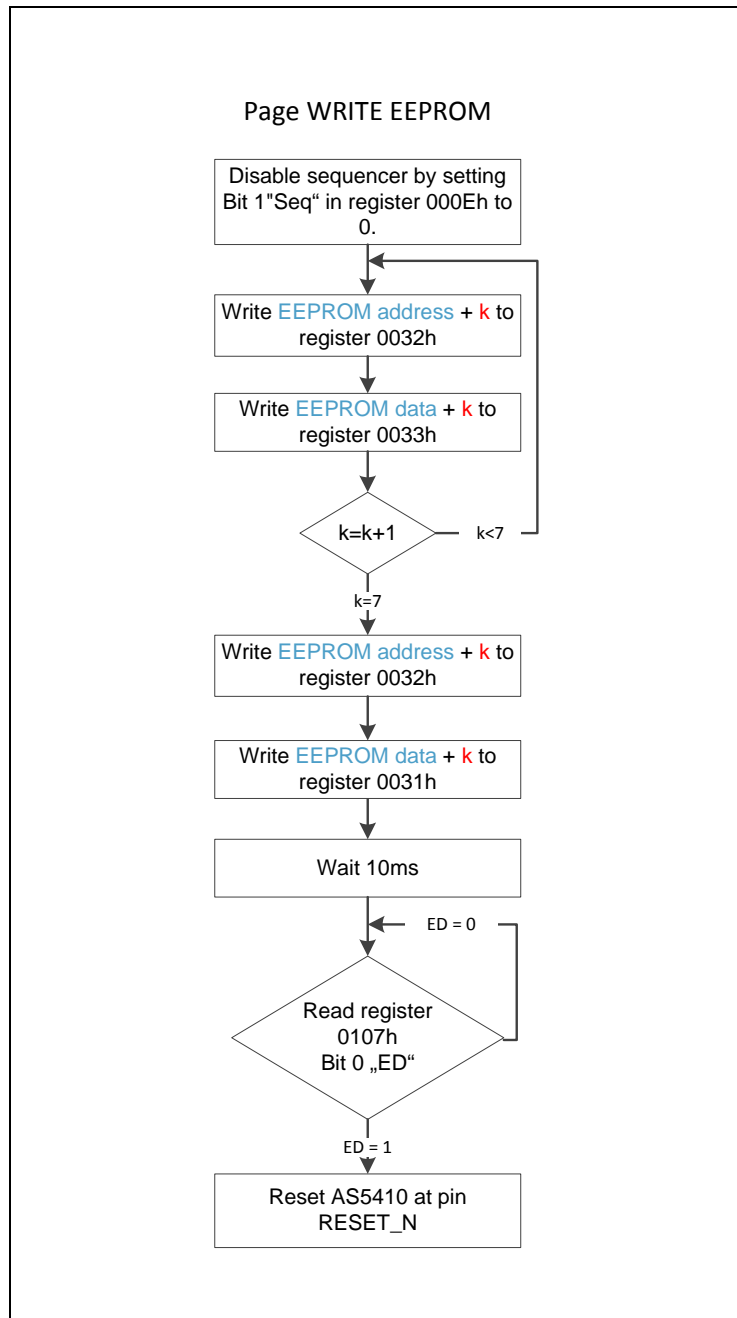 Page WRITE EEPROM
Disable sequencer by setting
Bit 1"Seq“ in register 000Eh to
0.
Write EEPROM address + k to
register 0032h
Write EEPROM data + k to
register 0033h
k=k+1
k<7
k=7
Write EEPROM address + k to
register 0032h
Write EEPROM data + k to
register 0031h
Wait 10ms
ED = 0
Read register
0107h
Bit 0 „ED“
ED = 1
Reset AS5410 at pin
RESET_N